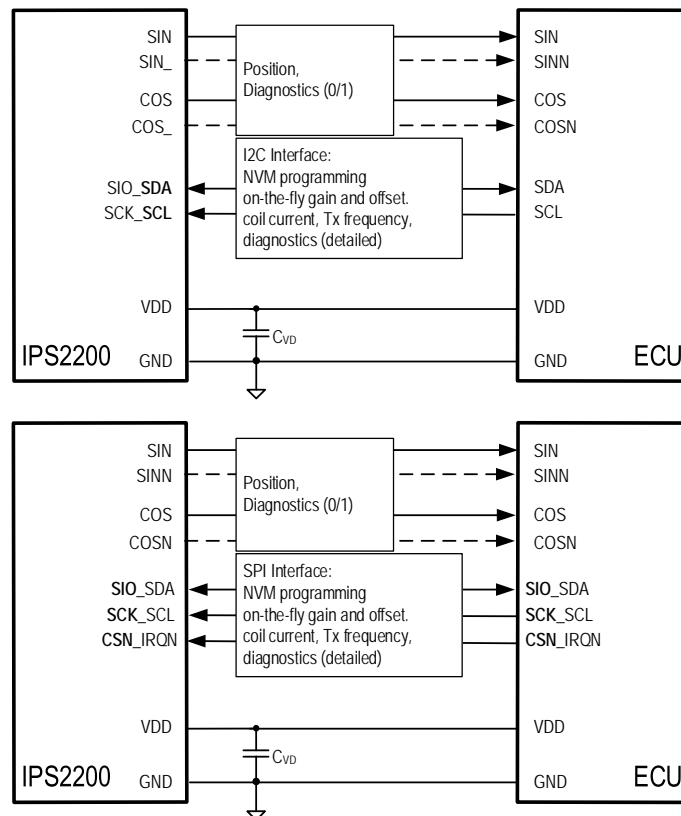 SIN
SIN
SIN_
SINN
Position,
Diagnostics (0/1)
COS
COS
COS_
COSN
I2C Interface:
NVM programming
on-the-fly gain and offset.
coil current, Tx frequency,
diagnostics (detailed)
SIO_SDA
SDA
SCK_SCL
SCL
VDD
VDD
CVD
IPS2200
GND
GND
ECU
SIN
SIN
SINN
SINN
Position,
Diagnostics (0/1)
COS
COS
COSN
COSN
SPI Interface:
NVM programming
on-the-fly gain and offset.
coil current, Tx frequency,
diagnostics (detailed)
SIO_SDA
SIO_SDA
SCK_SCL
SCK_SCL
CSN_IRQN
CSN_IRQN
VDD
VDD
CVD
IPS2200
GND
GND
ECU